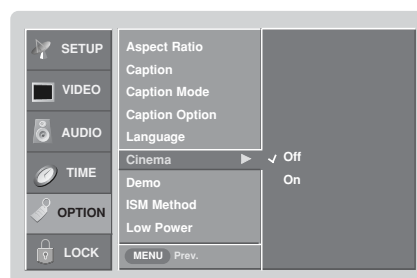 SETUP
VIDEO
AUDIO
TIME
OPTION
LOCK
Aspect Ratio
Caption
Caption Mode
Caption Option
Language
Cinema
Demo
ISM Method
Low Power
MENU Prev.
Off
On